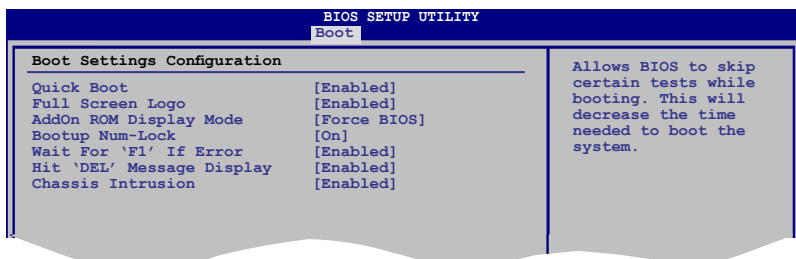 BIOS SETUP UTILITY
Boot
Boot Settings Configuration
Quick Boot [Enabled]
Full Screen Logo [Enabled]
AddOn ROM Display Mode [Force BIOS]
Bootup Num-Lock [On]
Wait For ‘F1’ If Error [Enabled]
Hit ‘DEL’ Message Display [Enabled]
Chassis Intrusion [Enabled]
Allows BIOS to skip
certain tests while
booting. This will
decrease the time
needed to boot the
system.